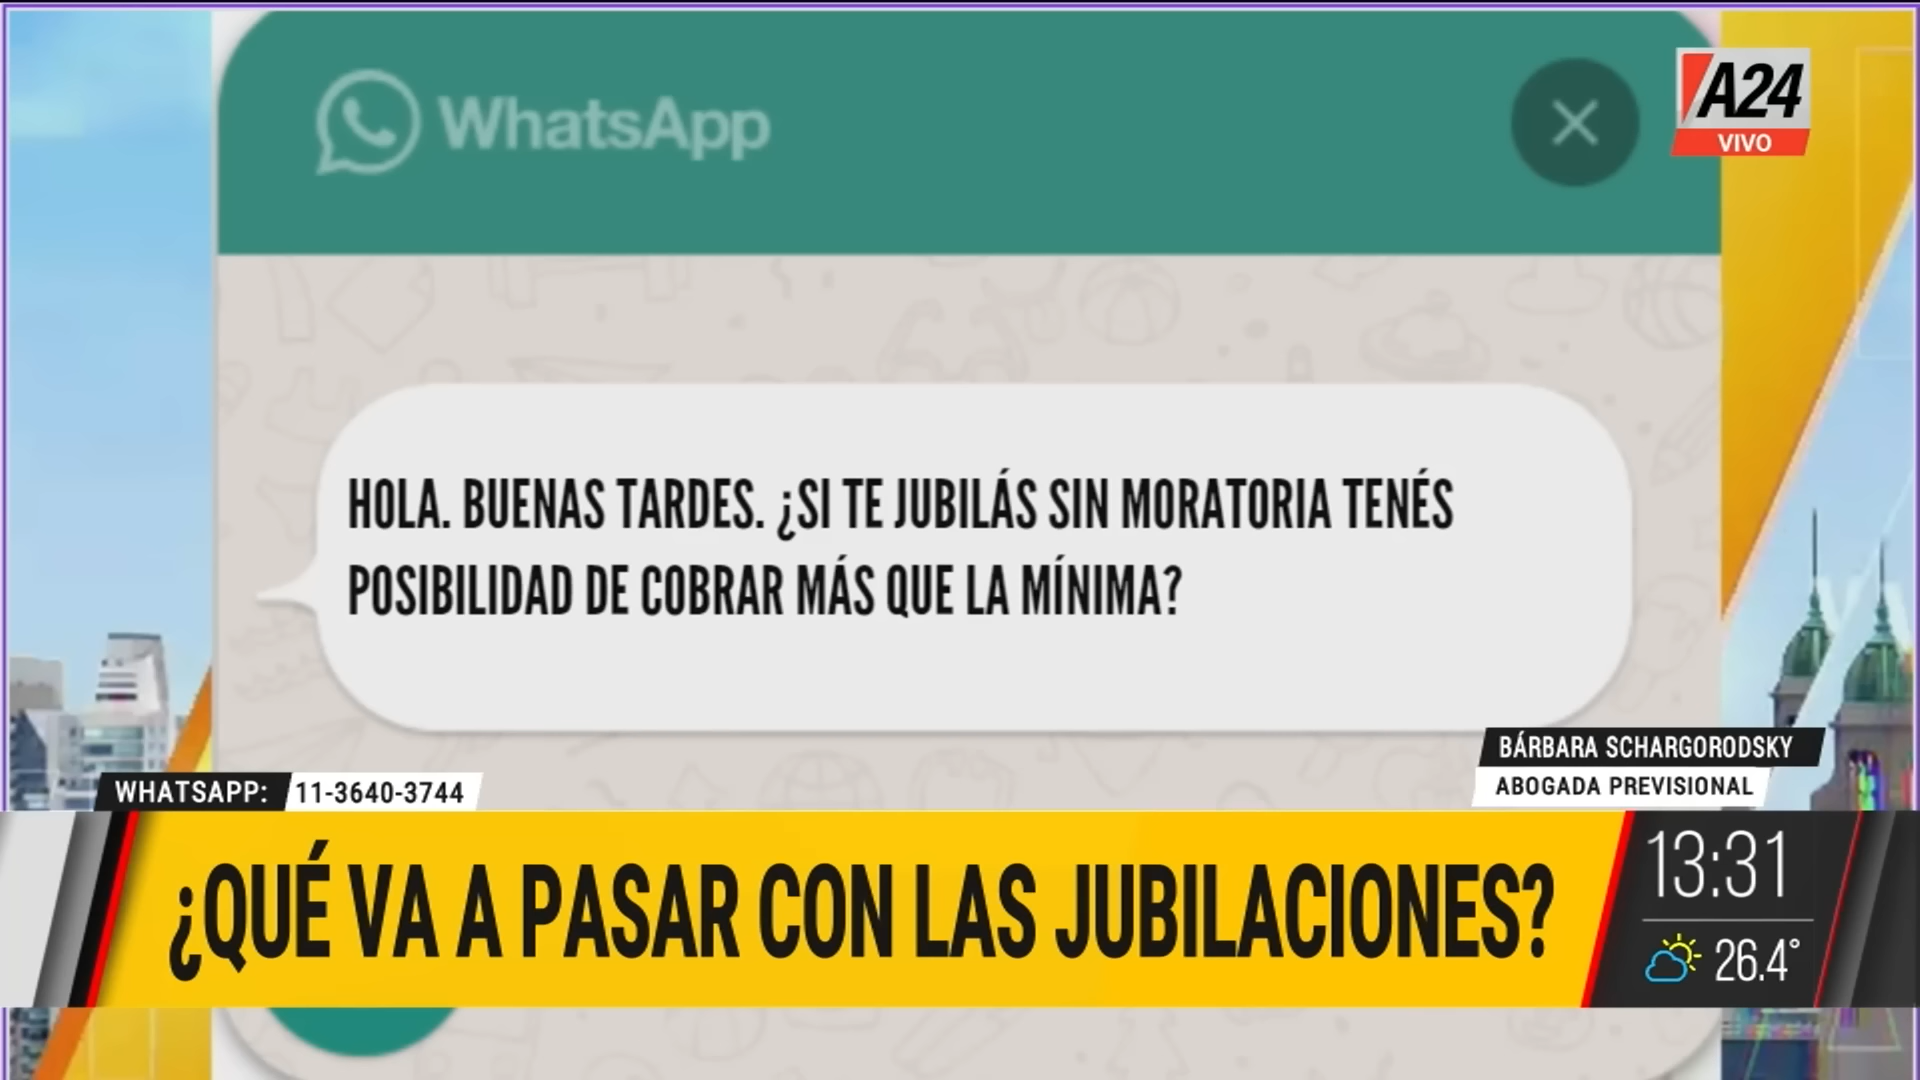 WhatsApp
A24
VIVO
HOLA. BUENAS TARDES. ¿SI TE JUBILÁS SIN MORATORIA TENÉS
POSIBILIDAD DE COBRAR MÁS QUE LA MÍNIMA?
BÁRBARA SCHARGORODSKY
ABOGADA PREVISIONAL
WHATSAPP: 11-3640-3744
¿QUÉ VA A PASAR CON LAS JUBILACIONES?
13:31
26.4°